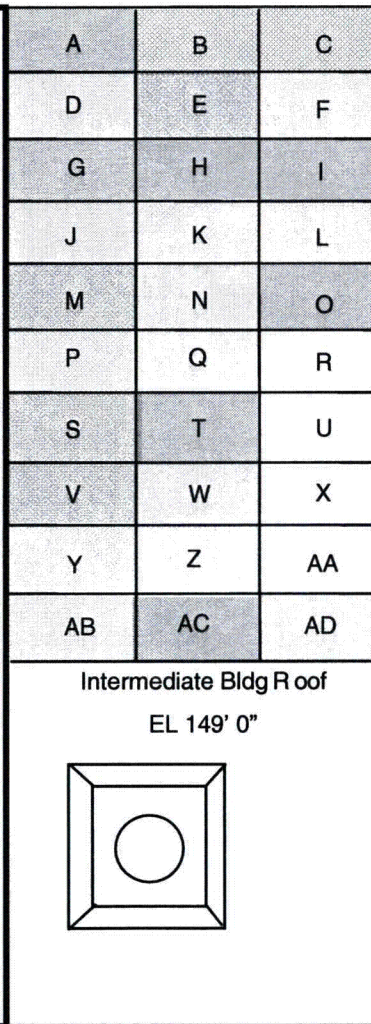 A B C
D E F
G H I
J K L
M N O
P Q R
S T U
V W X
Y Z AA
AB AC AD
Intermediate Bldg R oof
EL 149' 0"